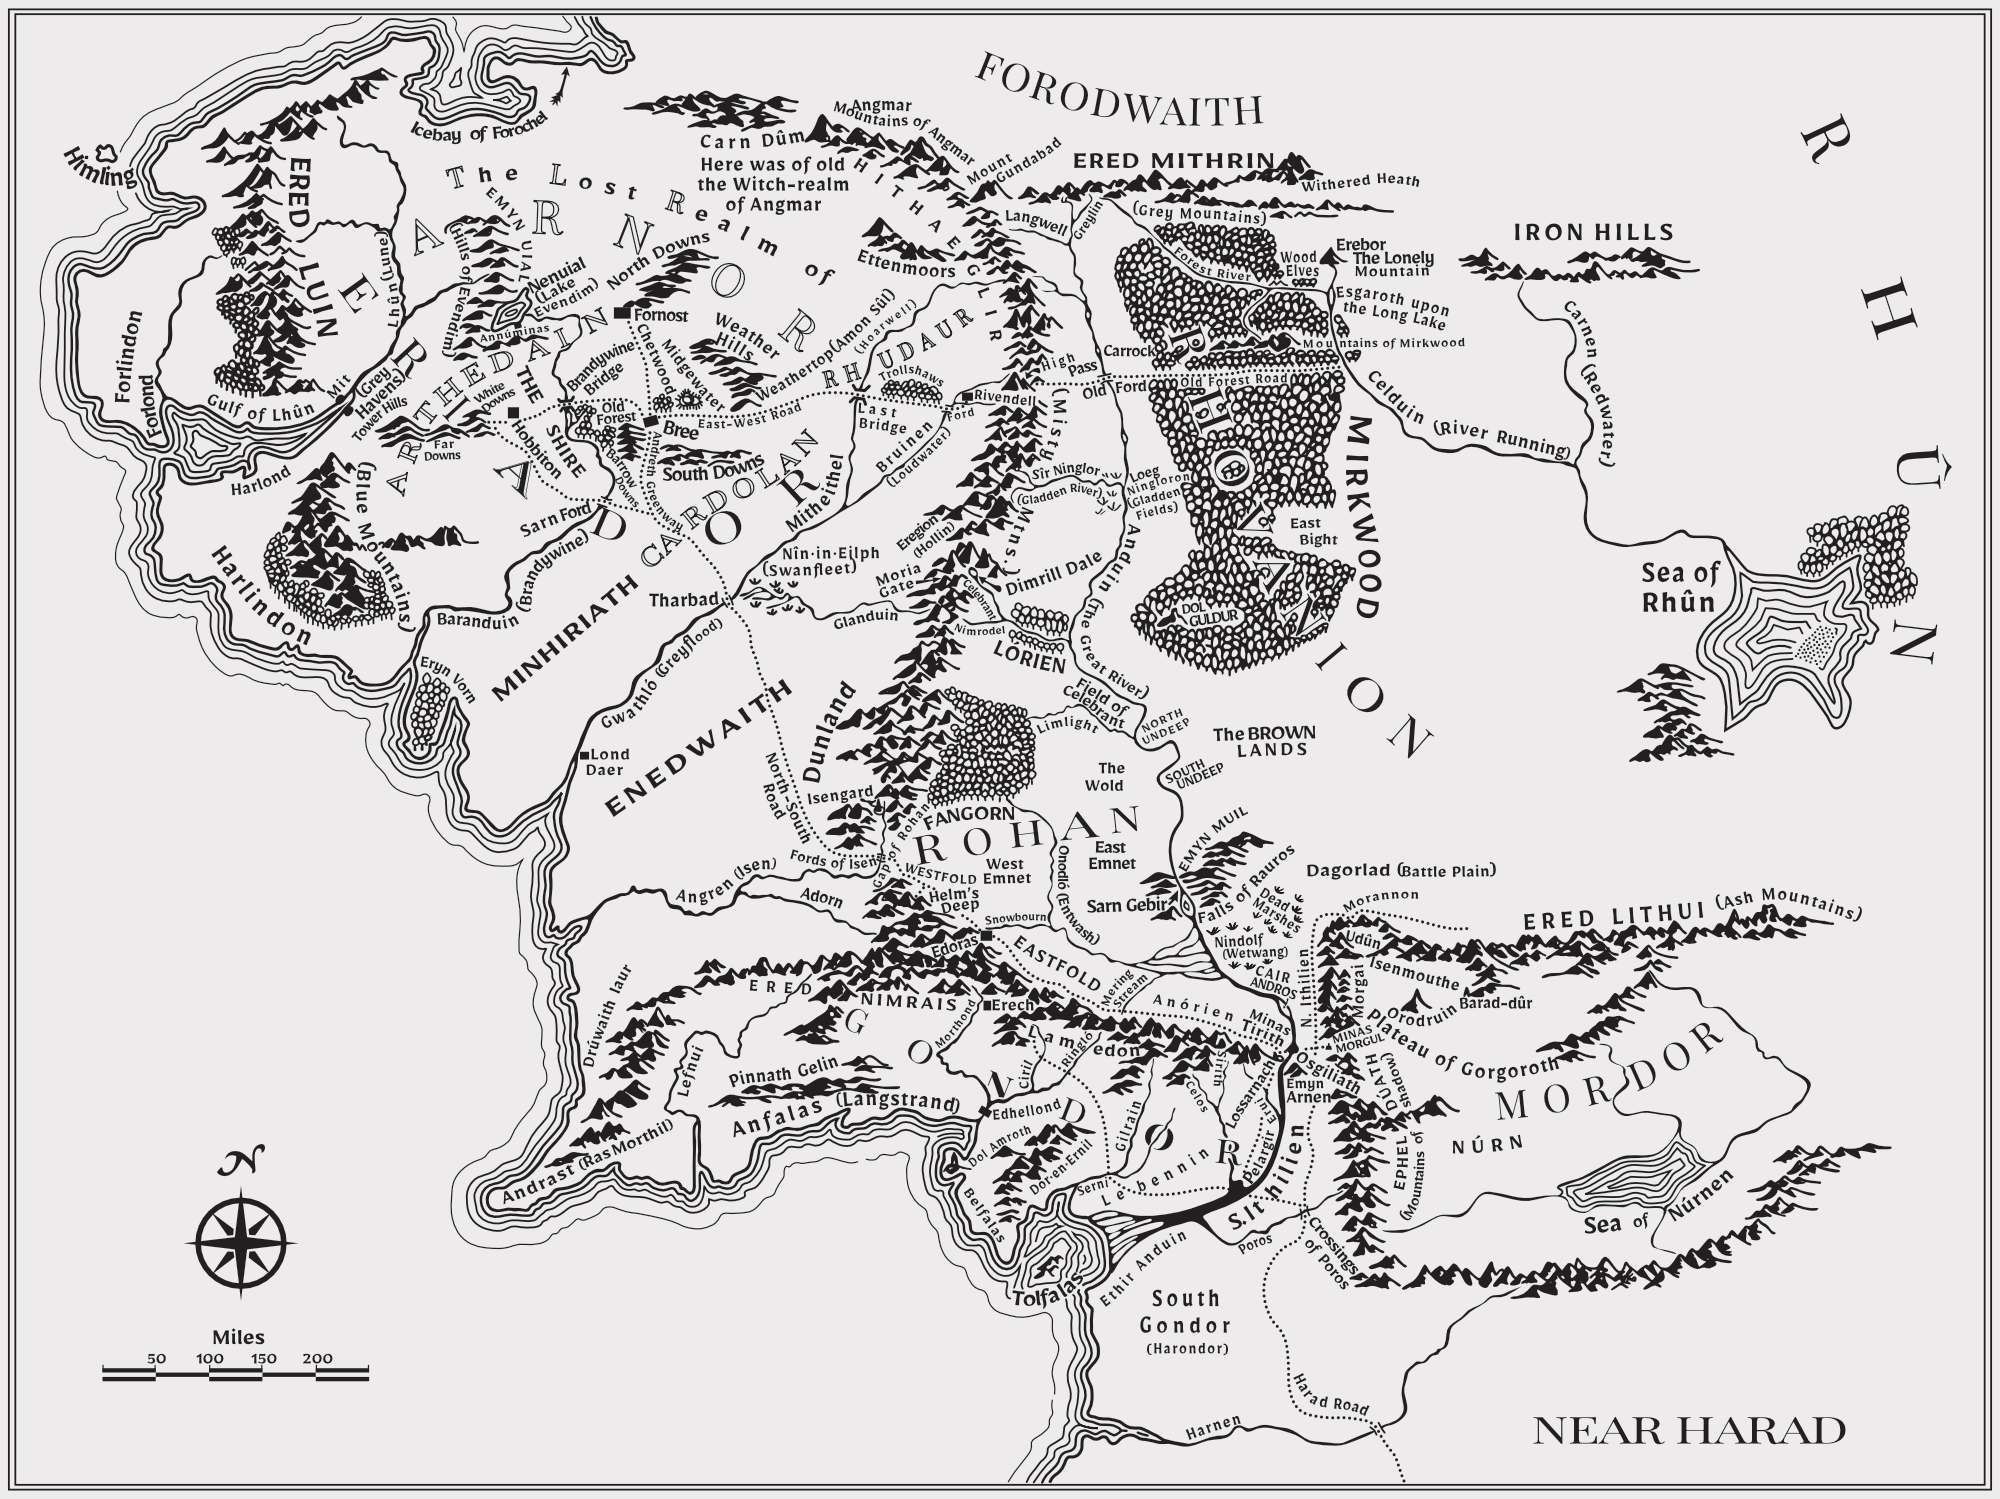 FORODWAITH
Icebay of Forochel
Himling
Angmar
Mountains of Angmar
Carn Dûm
Here was of old
the Witch-realm
of Angmar
Mount
Gundabad
ERED MITHRIN
(Grey Mountains)
Withered Heath
RHÛN
IRON HILLS
ERED LUIN
The Lost Realm of
ARNOR
EMYN UIAL
(Hills of Evendim)
Nenuial
(Lake
Evendim)
Annúminas
North Downs
Fornost
HITHAEGLIR
Ettenmoors
Langwell
Greylin
Forest River
Wood
Elves
Erebor
The Lonely
Mountain
Esgaroth upon
the Long Lake
Mountains of Mirkwood
Carnen (Redwater)
Lhûn (Lune)
ERIADOR
ARTHEDAIN
Forlindon
Forlond
Gulf of Lhûn
Mit
(Grey
Havens)
Tower Hills
White
Downs
Far
Downs
THE
SHIRE
Hobbiton
Brandywine
Bridge
Old
Forest
Chetwood
Midgewater
Weather
Hills
Weathertop (Amon Sûl)
(Hoarwell)
RHUDAUR
Trollshaws
Last
Bridge
Ford
Rivendell
High
Pass
Carrock
Old Ford
Old Forest Road
Celduin (River Running)
East-West Road
Bree
Barrow
Downs
Andrath
Greenway
South Downs
CARDOLAN
Mitheithel
Bruinen
(Loudwater)
(Misty
Mtns.)
Sîr Ninglor
(Gladden River)
Loeg
Ningloron
(Gladden
Fields)
RHOVANION
MIRKWOOD
East
Bight
DOL
GULDUR
Harlond
(Blue Mountains)
Harlindon
Sarn Ford
(Brandywine)
Baranduin
MINHIRIATH
Nîn-in-Eilph
(Swanfleet)
Tharbad
Glanduin
Eregion
(Hollin)
Moria
Gate
Celebrant
Dimrill Dale
Nimrodel
LÓRIEN
Anduin (the Great River)
Sea of
Rhûn
Eryn Vorn
Gwathló (Greyflood)
Lond
Daer
ENEDWAITH
Dunland
North-South
Road
Field of
Celebrant
Limlight
NORTH
UNDEEP
SOUTH
UNDEEP
The BROWN
LANDS
The
Wold
Isengard
FANGORN
Gap of Rohan
ROHAN
Fords of Isen
WESTFOLD
West
Emnet
East
Emnet
Onodló (Entwash)
EMYN MUIL
Falls of Rauros
Sarn Gebir
Dead
Marshes
Dagorlad (Battle Plain)
Morannon
ERED LITHUI (Ash Mountains)
Angren (Isen)
Adorn
Helm's
Deep
Snowbourn
Edoras
EASTFOLD
Mering
Stream
Nindolf
(Wetwang)
CAIR
ANDROS
Anórien
Minas
Tirith
N. Ithilien
Udûn
Isenmouthe
Morgai
Barad-dûr
Orodruin
Plateau of Gorgoroth
MINAS
MORGUL
MORDOR
Drúwaith Iaur
ERED
NIMRAIS
Erech
Morthond
Lamedon
Ciril
Ringló
GONDOR
Lefnui
Pinnath Gelin
Anfalas (Langstrand)
Andrast (Ras Morthil)
Edhellond
Dol Amroth
Dor-en-Ernil
Belfalas
Gilrain
Celos
Sirith
Serni
Lebennin
Lossarnach
Erui
Pelargir
Osgiliath
Emyn
Arnen
S. Ithilien
EPHEL DÚATH
(Mountains of shadow)
NÚRN
Sea of Núrnen
Tolfalas
Ethir Anduin
Poros
Crossings
of Poros
South
Gondor
(Harondor)
Harad Road
Harnen
NEAR HARAD
N
Miles
50 100 150 200